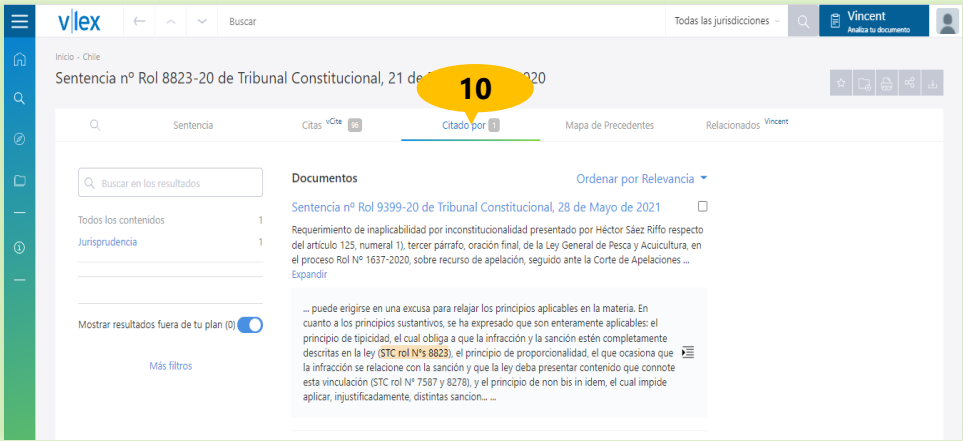 vlex
Buscar
Todas las jurisdicciones
Vincent
Analiza tu documento
Inicio - Chile
Sentencia nº Rol 8823-20 de Tribunal Constitucional, 21 de 20
10
Sentencia
Citas vCite 96
Citado por 1
Mapa de Precedentes
Relacionados Vincent
Buscar en los resultados
Todos los contenidos 1
Jurisprudencia 1
Mostrar resultados fuera de tu plan (0)
Más filtros
Documentos
Ordenar por Relevancia
Sentencia nº Rol 9399-20 de Tribunal Constitucional, 28 de Mayo de 2021
Requerimiento de inaplicabilidad por inconstitucionalidad presentado por Héctor Sáez Riffo respecto
del artículo 125, numeral 1), tercer párrafo, oración final, de la Ley General de Pesca y Acuicultura, en
el proceso Rol Nº 1637-2020, sobre recurso de apelación, seguido ante la Corte de Apelaciones ...
Expandir
... puede erigirse en una excusa para relajar los principios aplicables en la materia. En
cuanto a los principios sustantivos, se ha expresado que son enteramente aplicables: el
principio de tipicidad, el cual obliga a que la infracción y la sanción estén completamente
descritas en la ley (STC rol Nºs 8823), el principio de proporcionalidad, el que ocasiona que
la infracción se relacione con la sanción y que la ley deba presentar contenido que connote
esta vinculación (STC rol Nº 7587 y 8278), y el principio de non bis in idem, el cual impide
aplicar, injustificadamente, distintas sancion... ...